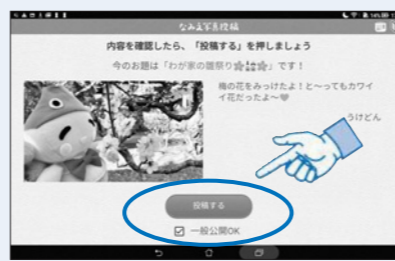 なみえ写真投稿
内容を確認したら、「投稿する」を押しましょう
今のお題は「わが家の雛祭り🌼🎎🌼」です！
梅の花をみっけたよ！と～ってもカワイ
イ花だったよ～♥
うけどん
投稿する
☑ 一般公開OK